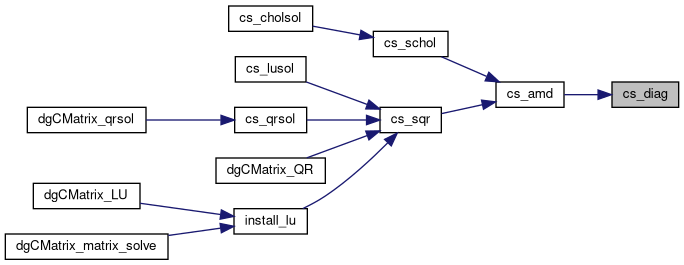 cs_cholsol
cs_schol
cs_lusol
cs_amd
cs_diag
dgCMatrix_qrsol
cs_qrsol
cs_sqr
dgCMatrix_QR
dgCMatrix_LU
install_lu
dgCMatrix_matrix_solve